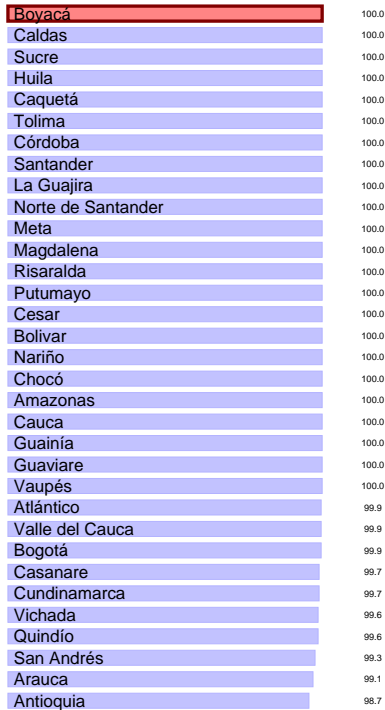 Boyacá 100.0
Caldas 100.0
Sucre 100.0
Huila 100.0
Caquetá 100.0
Tolima 100.0
Córdoba 100.0
Santander 100.0
La Guajira 100.0
Norte de Santander 100.0
Meta 100.0
Magdalena 100.0
Risaralda 100.0
Putumayo 100.0
Cesar 100.0
Bolivar 100.0
Nariño 100.0
Chocó 100.0
Amazonas 100.0
Cauca 100.0
Guainía 100.0
Guaviare 100.0
Vaupés 100.0
Atlántico 99.9
Valle del Cauca 99.9
Bogotá 99.9
Casanare 99.7
Cundinamarca 99.7
Vichada 99.6
Quindío 99.6
San Andrés 99.3
Arauca 99.1
Antioquia 98.7